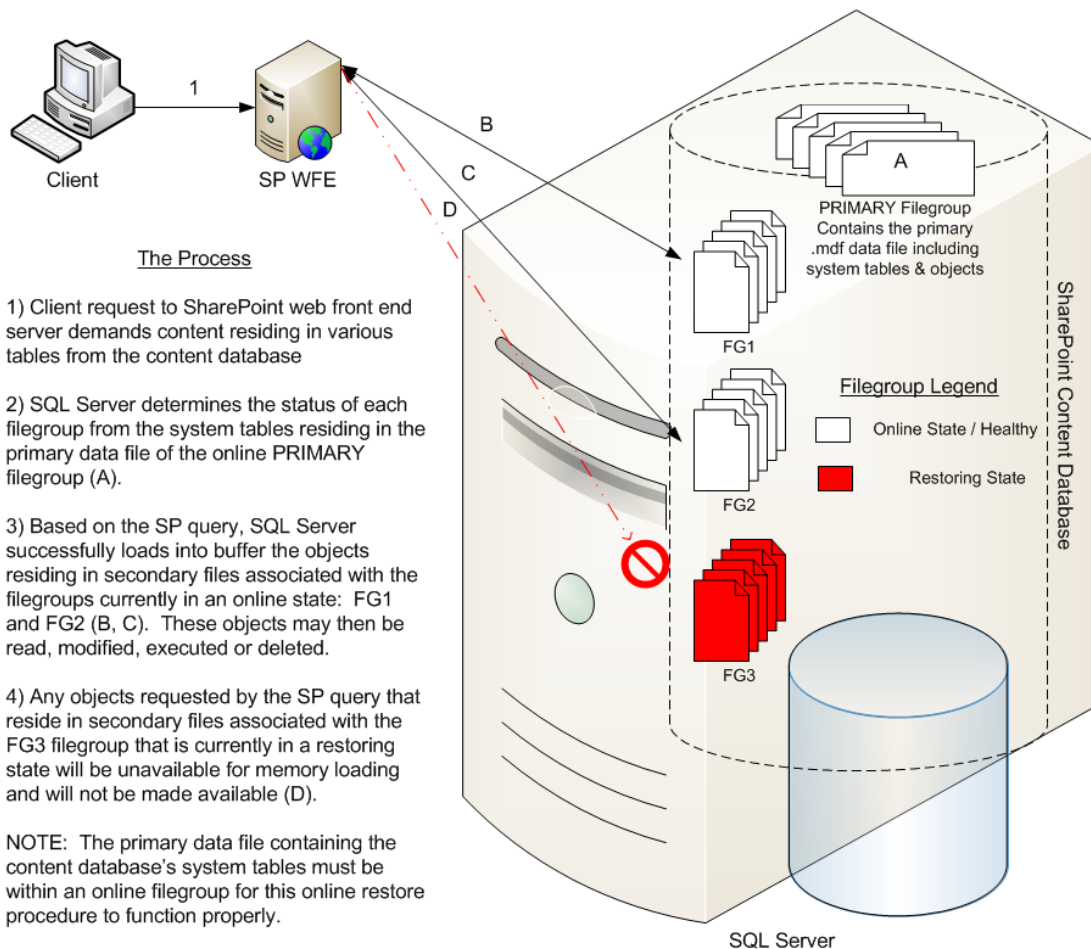 1
Client
SP WFE
B
C
D
A
PRIMARY Filegroup
Contains the primary
.mdf data file including
system tables & objects
FG1
FG2
FG3
Filegroup Legend
Online State / Healthy
Restoring State
SharePoint Content Database
SQL Server
The Process
1) Client request to SharePoint web front end
server demands content residing in various
tables from the content database
2) SQL Server determines the status of each
filegroup from the system tables residing in the
primary data file of the online PRIMARY
filegroup (A).
3) Based on the SP query, SQL Server
successfully loads into buffer the objects
residing in secondary files associated with the
filegroups currently in an online state:  FG1
and FG2 (B, C).  These objects may then be
read, modified, executed or deleted.
4) Any objects requested by the SP query that
reside in secondary files associated with the
FG3 filegroup that is currently in a restoring
state will be unavailable for memory loading
and will not be made available (D).
NOTE:  The primary data file containing the
content database's system tables must be
within an online filegroup for this online restore
procedure to function properly.